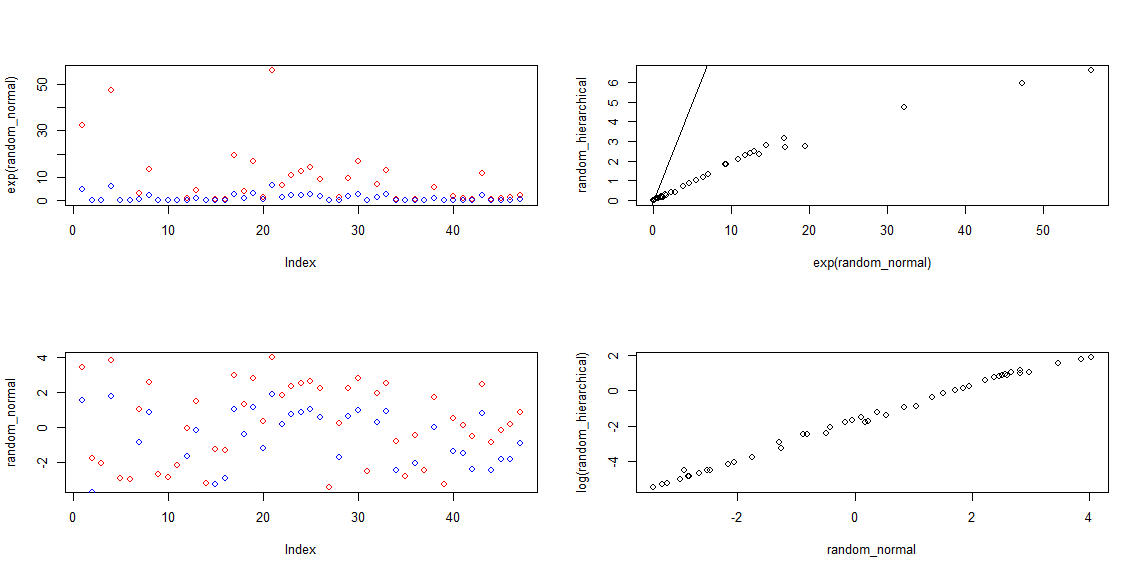 exp(random_normal)
0 10 30 50
0 10 20 30 40
Index
random_hierarchical
0 1 2 3 4 5 6
0 10 20 30 40 50
exp(random_normal)
random_normal
-2 0 2 4
0 10 20 30 40
Index
log(random_hierarchical)
-4 -2 0 2
-2 0 2 4
random_normal